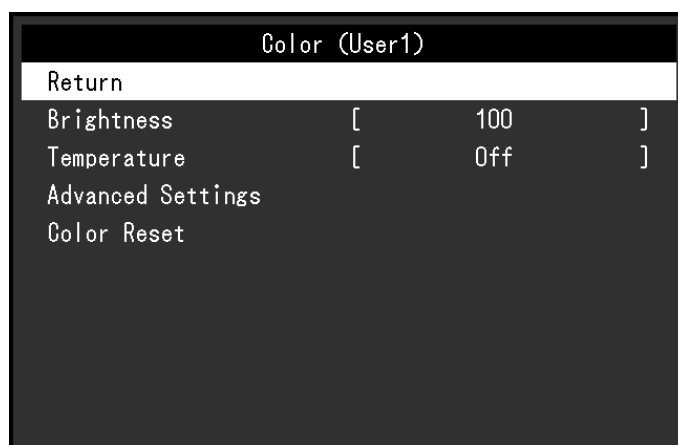 Color (User1)
Return
Brightness [ 100 ]
Temperature [ Off ]
Advanced Settings
Color Reset